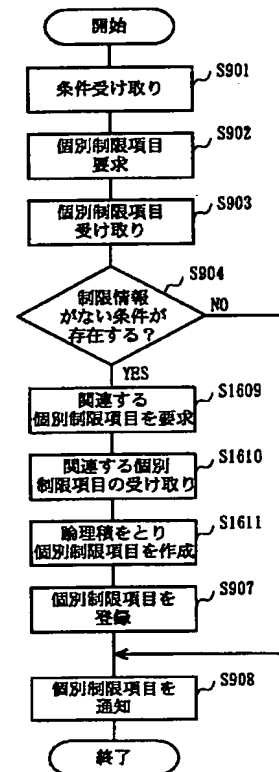 開始
条件受け取り
S901
個別制限項目
要求
S902
個別制限項目
受け取り
S903
制限情報
がない条件が
存在する?
S904
NO
YES
関連する
個別制限項目を要求
S1609
関連する個別
制限項目の受け取り
S1610
論理積をとり
個別制限項目を作成
S1611
個別制限項目を
登録
S907
個別制限項目を
通知
S908
終了